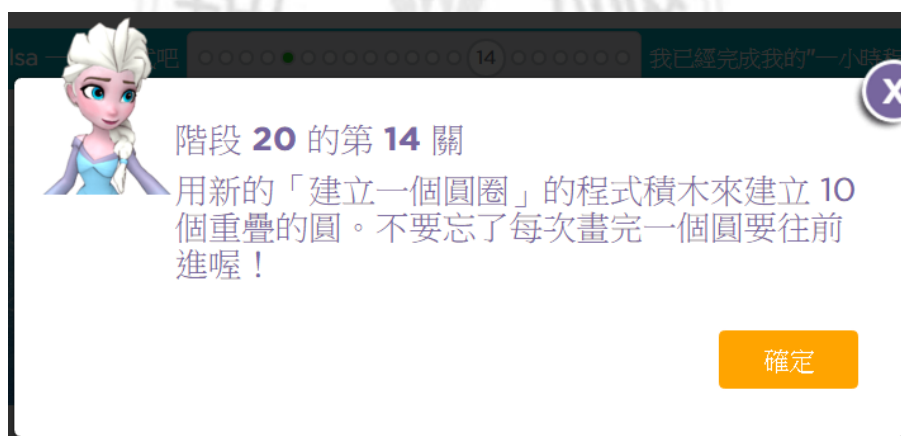 lsa — 吧 14 我已經完成我的"一小時
X
階段 20 的第 14 關
用新的「建立一個圓圈」的程式積木來建立 10
個重疊的圓。不要忘了每次畫完一個圓要往前
進喔！
確定